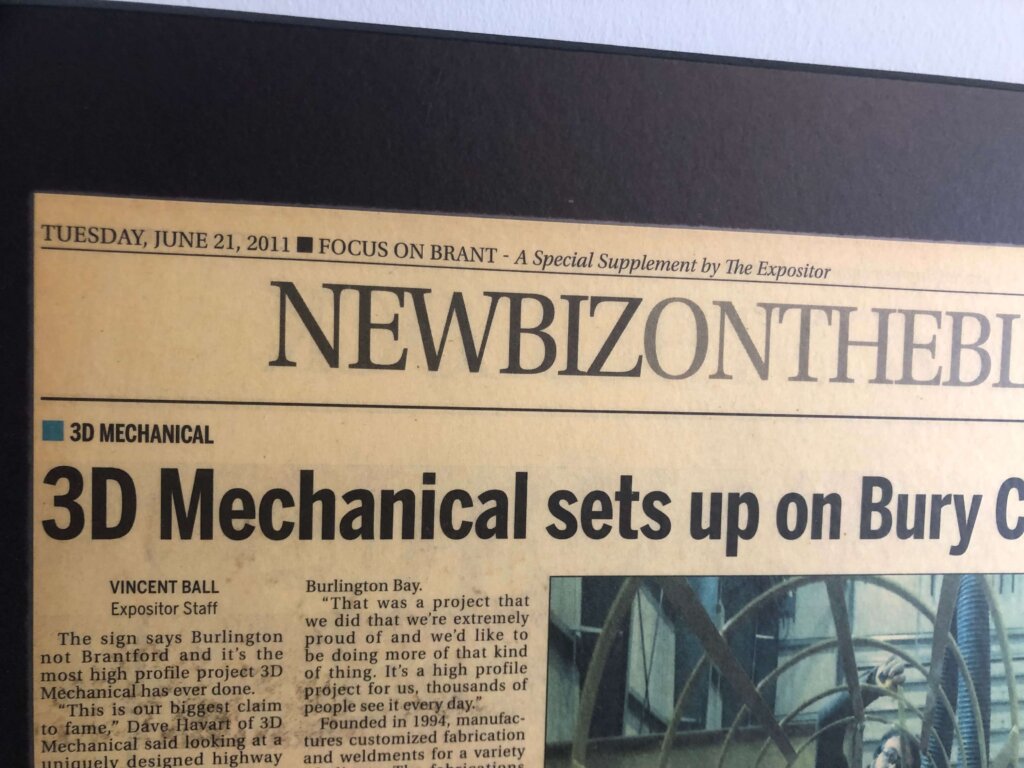 TUESDAY, JUNE 21, 2011 ■ FOCUS ON BRANT - A Special Supplement by The Expositor
NEWBIZONTHEBL
3D MECHANICAL
3D Mechanical sets up on Bury C
VINCENT BALL
Expositor Staff
The sign says Burlington
not Brantford and it's the
most high profile project 3D
Mechanical has ever done.
"This is our biggest claim
to fame," Dave Havart of 3D
Mechanical said looking at a
uniquely designed highway
Burlington Bay.
"That was a project that
we did that we're extremely
proud of and we'd like to
be doing more of that kind
of thing. It's a high profile
project for us, thousands of
people see it every day."
Founded in 1994, manufac-
tures customized fabrication
and weldments for a variety